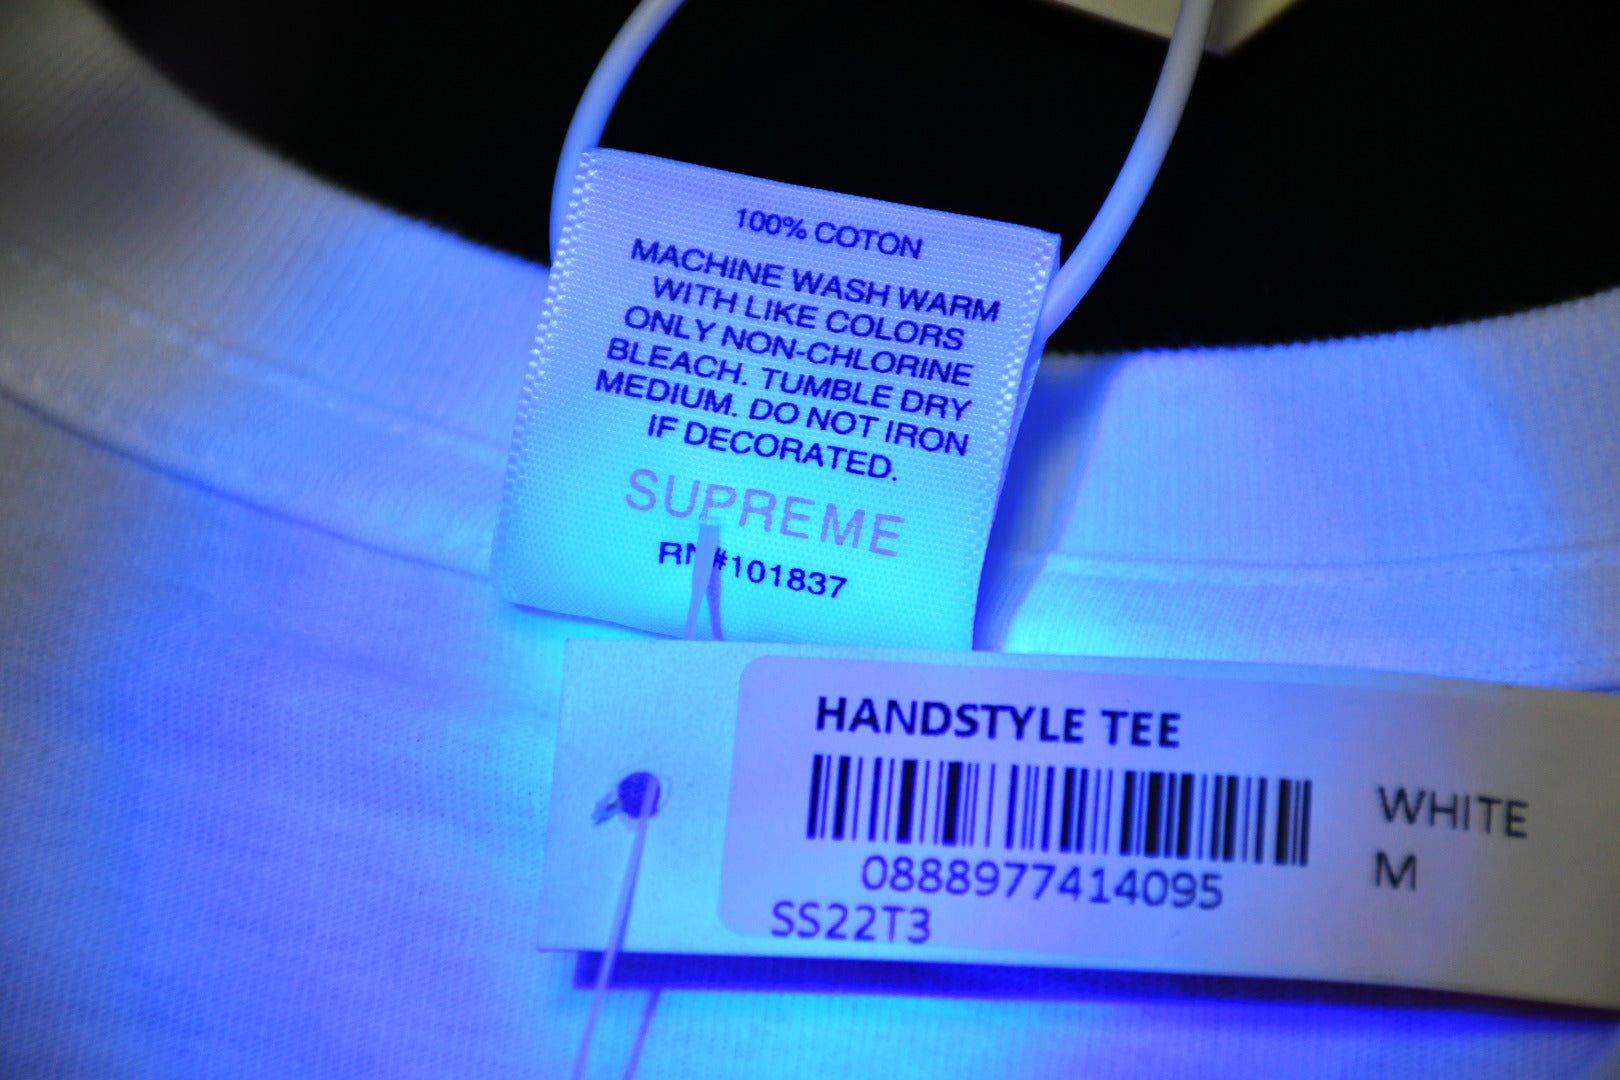 100% COTON
MACHINE WASH WARM
WITH LIKE COLORS
ONLY NON-CHLORINE
BLEACH. TUMBLE DRY
MEDIUM. DO NOT IRON
IF DECORATED.
SUPREME
RN#101837
HANDSTYLE TEE
0888977414095
SS22T3
WHITE
M